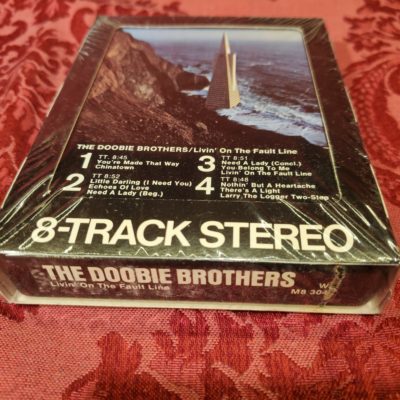 THE DOOBIE BROTHERS/Livin' On The Fault Line
1 TT. 8:45
You're Made That Way
Chinatown
2 TT 8:52
Little Darling (I Need You)
Echoes Of Love
Need A Lady (Beg.)
3 TT 8:51
Need A Lady (Concl.)
You Belong To Me
Livin' On The Fault Line
4 TT 8:48
Nothin' But A Heartache
There's A Light
Larry The Logger Two-Step
8-TRACK STEREO
THE DOOBIE BROTHERS
Livin' On The Fault Line
M8